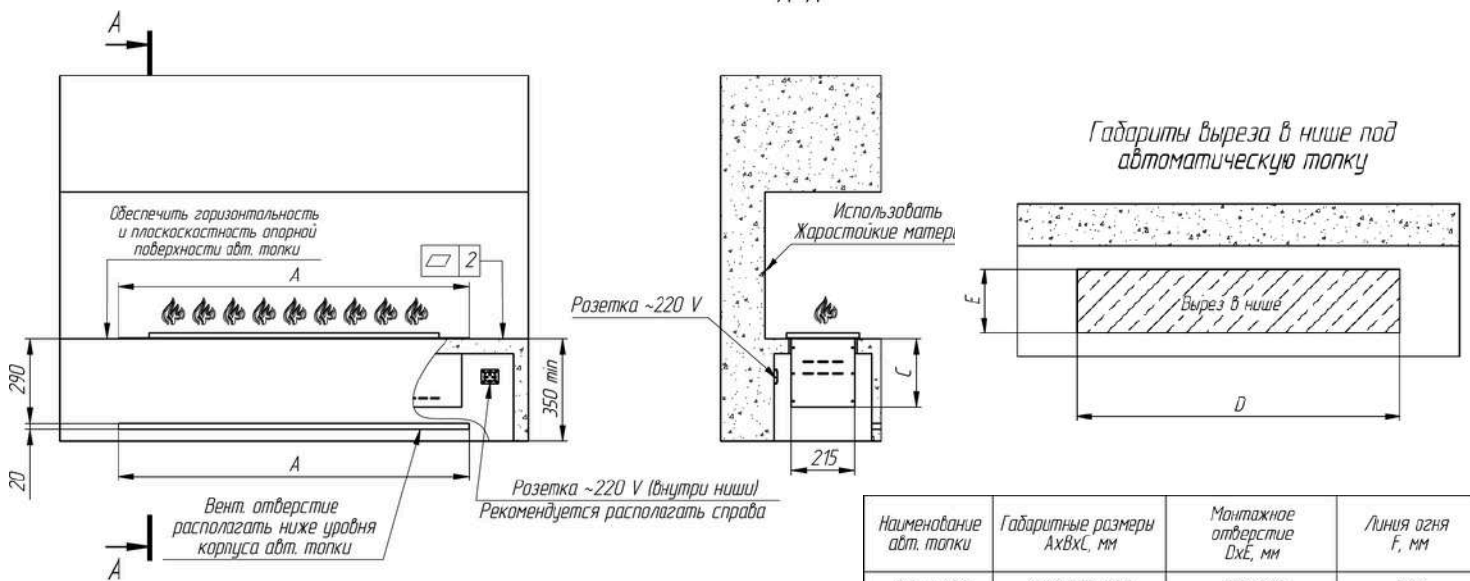 A
Габариты выреза в нише под
автоматическую топку
Обеспечить горизонтальность
и плоскоскостность опорной
поверхности авт. топки
A
2
Использовать
Жаростойкие матери
Розетка ~220 V
E
Вырез в нише
290
350 min
C
D
20
A
215
Вент. отверстие
располагать ниже уровня
корпуса авт. топки
Розетка ~220 V (внутри ниши)
Рекомендуется располагать справа
A
Наименование
авт. топки
Габаритные размеры
AxBxC, мм
Монтажное
отверстие
DxE, мм
Линия огня
F, мм